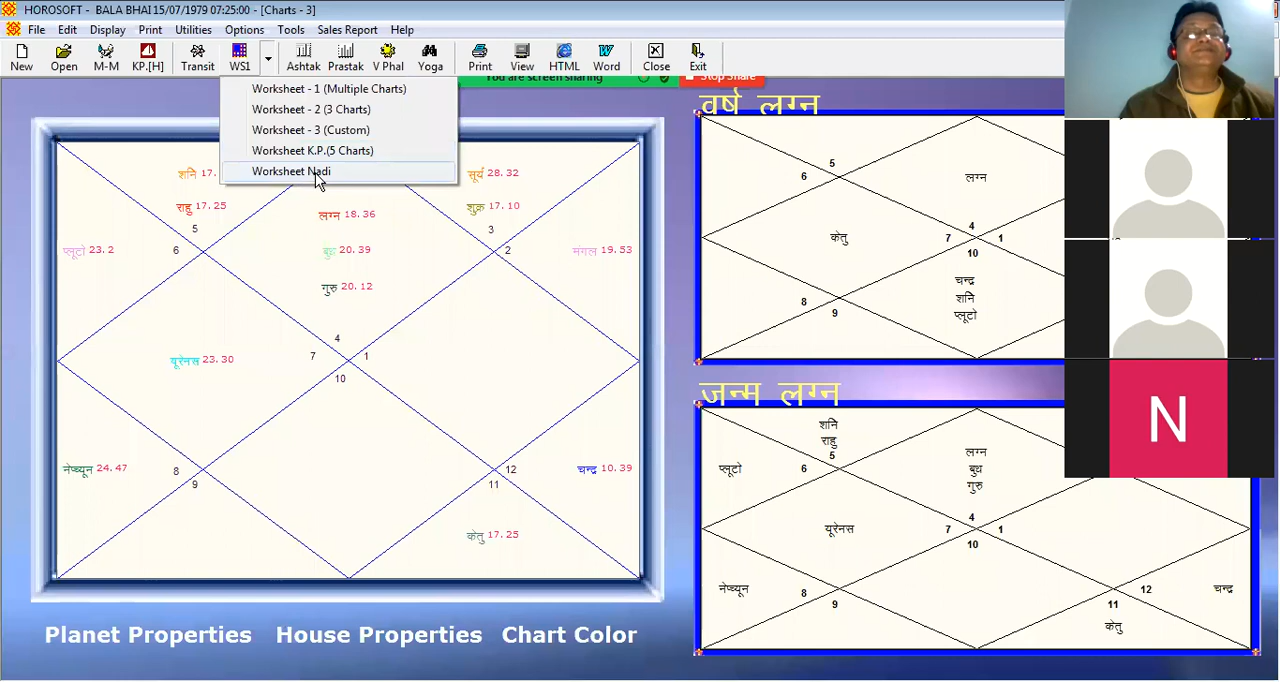 HOROSOFT - BALA BHAI 15/07/1979 07:25:00 - [Charts - 3]
File Edit Display Print Utilities Options Tools Sales Report Help
New Open M-M KP.[H] Transit WS1 Ashtak Prastak V Phal Yoga Print View HTML Word Close Exit
You are screen sharing Stop Share
Worksheet - 1 (Multiple Charts)
Worksheet - 2 (3 Charts)
Worksheet - 3 (Custom)
Worksheet K.P.(5 Charts)
Worksheet Nadi
शनि 17.
सूर्य 28.32
राहु 17.25
लग्न 18.36
शुक्र 17.10
5
3
प्लूटो 23.2
6
बुध 20.39
2
मंगल 19.53
गुरु 20.12
4
7
1
यूरेनस 23.30
10
नेप्च्यून 24.47
8
12
चन्द्र 10.39
9
11
केतु 17.25
Planet Properties House Properties Chart Color
वर्ष लग्न
5
6
लग्न
केतु
4
7
1
10
चन्द्र
शनि
प्लूटो
8
9
जन्म लग्न
शनि
राहु
5
प्लूटो
6
लग्न
बुध
गुरु
यूरेनस
4
7
1
10
नेप्च्यून
8
9
12
चन्द्र
11
केतु
N